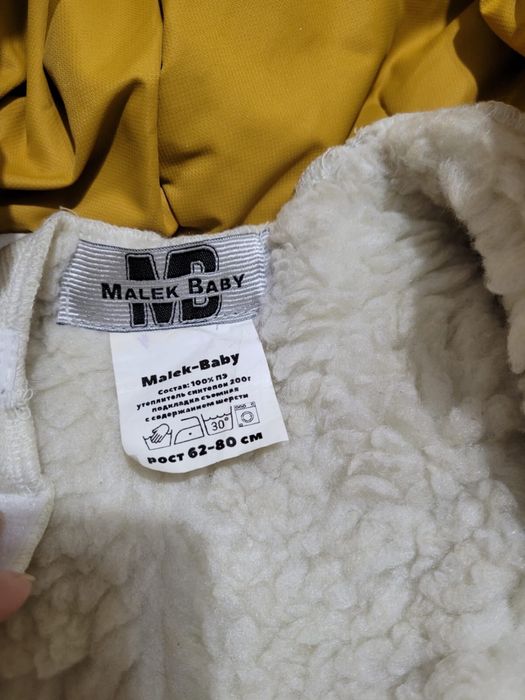 MB
MALEK BABY
Malek-Baby
Состав: 100% ПЭ
утеплитель синтепон 200г
подкладка съемная
с содержанием шерсти
30°
РОСТ 62-80 СМ